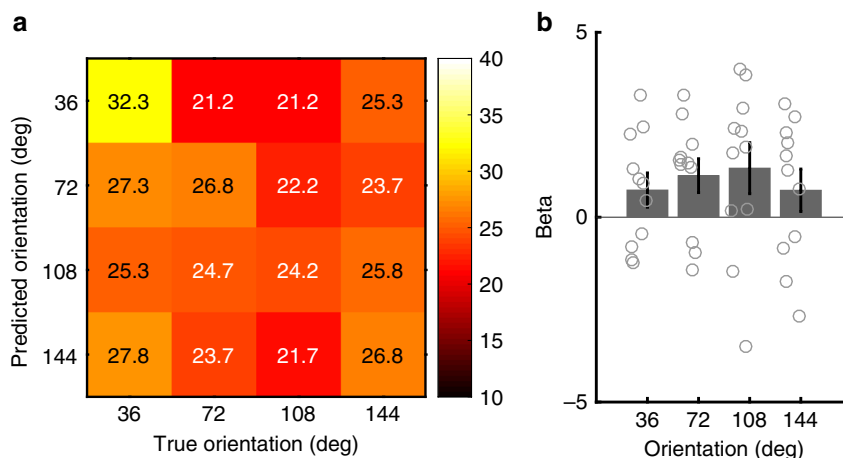 a
Predicted orientation (deg)
36
72
108
144
32.3 21.2 21.2 25.3
27.3 26.8 22.2 23.7
25.3 24.7 24.2 25.8
27.8 23.7 21.7 26.8
36 72 108 144
True orientation (deg)
40
35
30
25
20
15
10
b
Beta
5
0
–5
36 72 108 144
Orientation (deg)